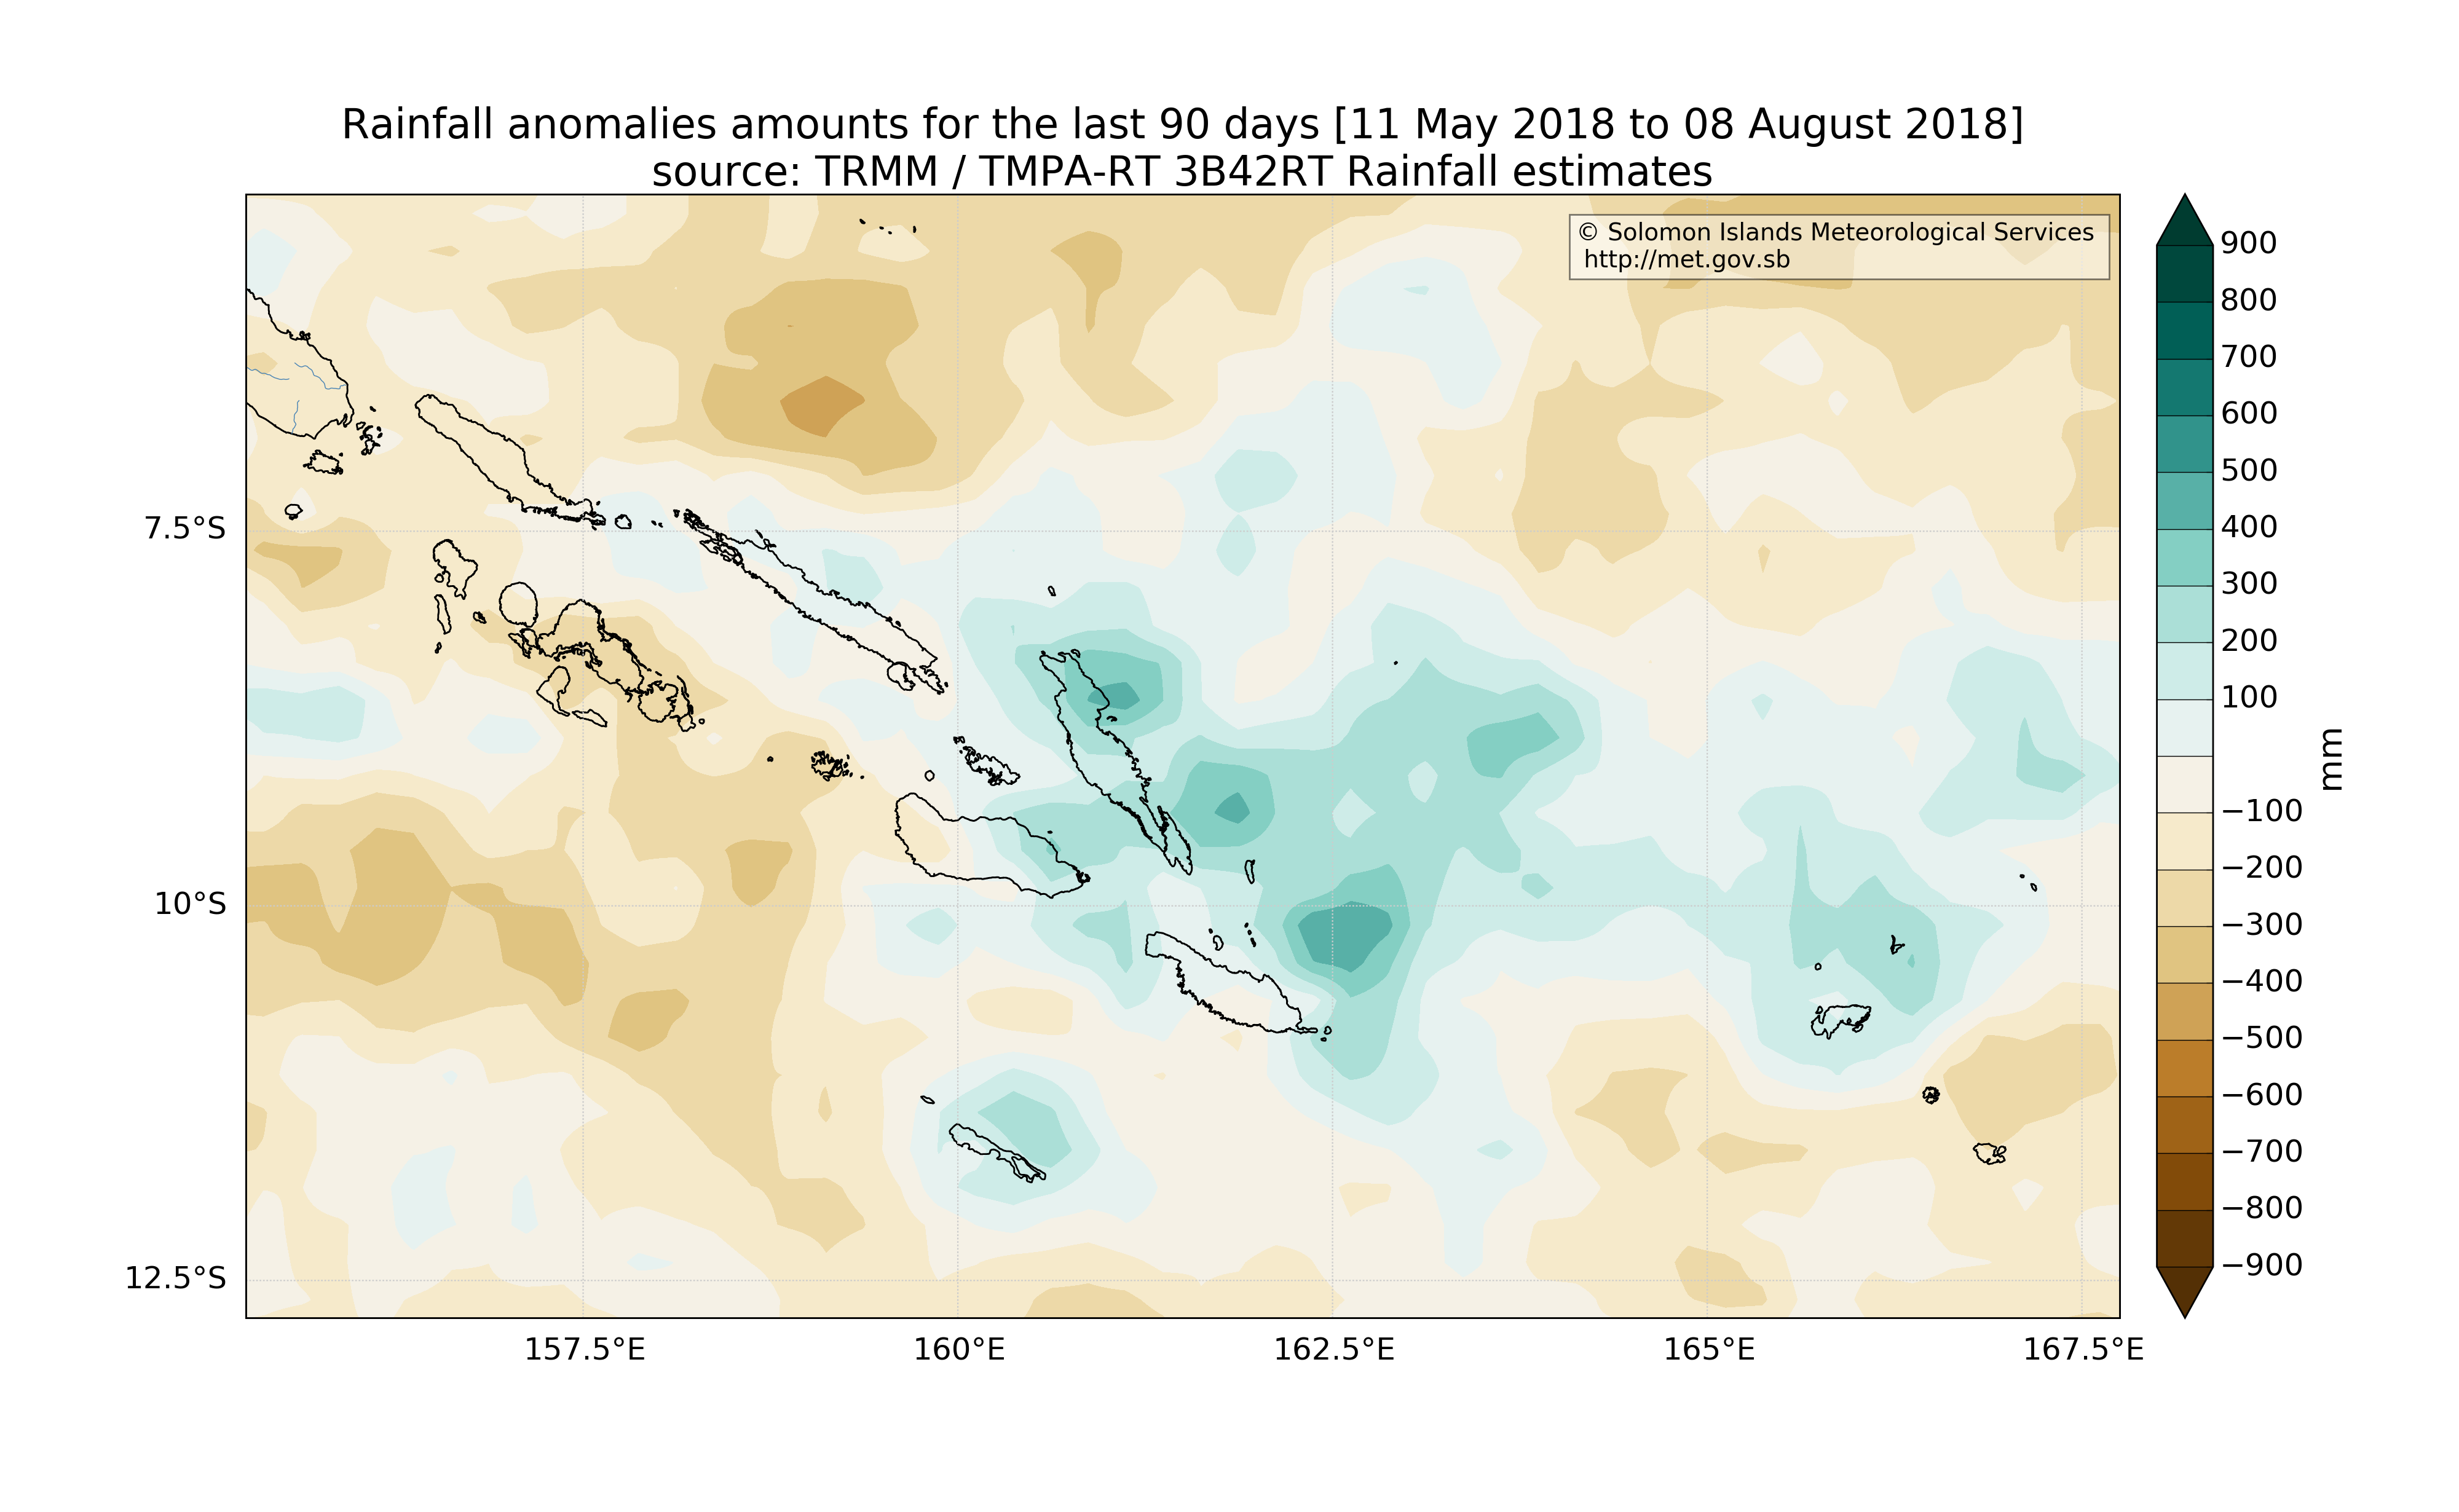 Rainfall anomalies amounts for the last 90 days [11 May 2018 to 08 August 2018]
source: TRMM / TMPA-RT 3B42RT Rainfall estimates
© Solomon Islands Meteorological Services
http://met.gov.sb
7.5°S
10°S
12.5°S
157.5°E
160°E
162.5°E
165°E
167.5°E
900
800
700
600
500
400
300
200
100
−100
−200
−300
−400
−500
−600
−700
−800
−900
mm